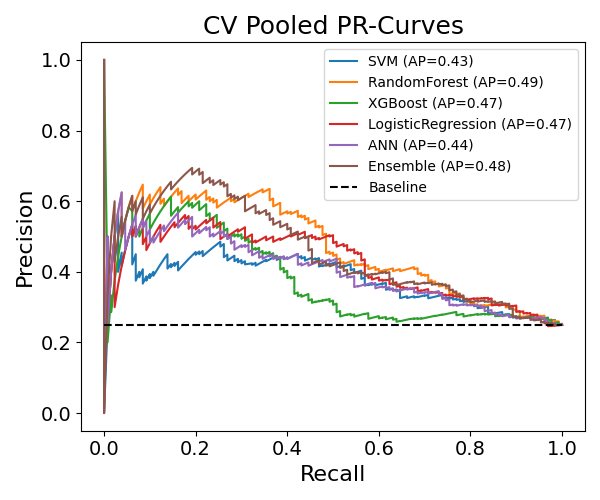 CV Pooled PR-Curves
SVM (AP=0.43)
RandomForest (AP=0.49)
XGBoost (AP=0.47)
LogisticRegression (AP=0.47)
ANN (AP=0.44)
Ensemble (AP=0.48)
Baseline
Precision
1.0
0.8
0.6
0.4
0.2
0.0
0.0 0.2 0.4 0.6 0.8 1.0
Recall